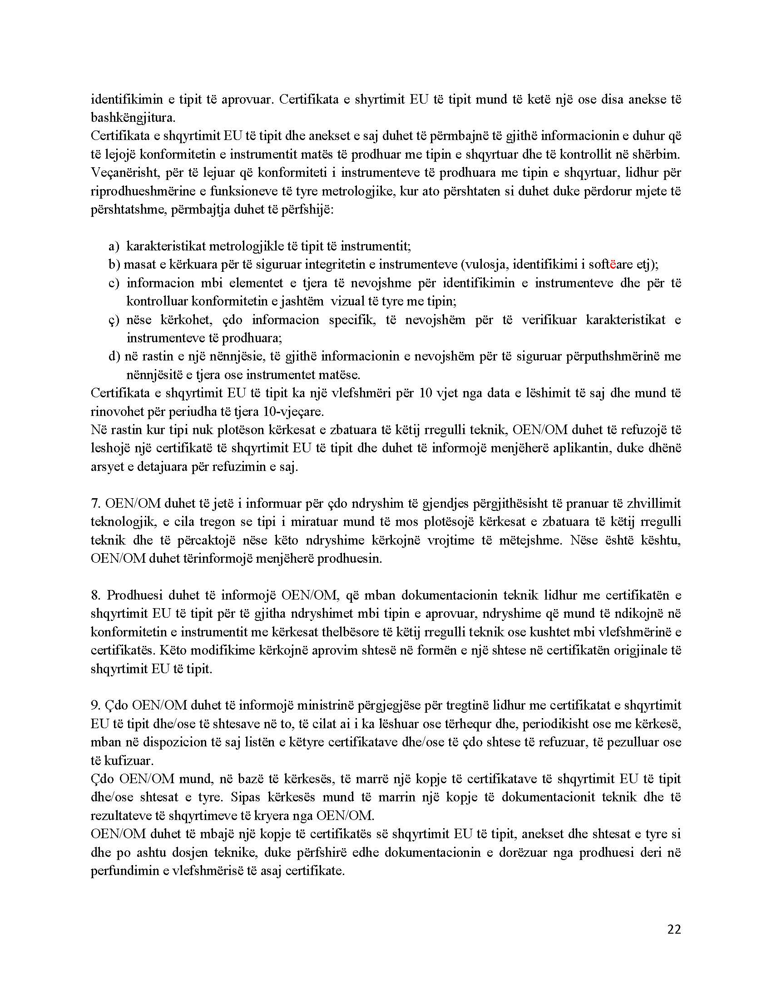 identifikimin e tipit të aprovuar. Certifikata e shyrtimit EU të tipit mund të ketë një ose disa anekse të
bashkëngjitura.
Certifikata e shqyrtimit EU të tipit dhe anekset e saj duhet të përmbajnë të gjithë informacionin e duhur që
të lejojë konformitetin e instrumentit matës të prodhuar me tipin e shqyrtuar dhe të kontrollit në shërbim.
Veçanërisht, për të lejuar që konformiteti i instrumenteve të prodhuara me tipin e shqyrtuar, lidhur për
riprodhueshmërine e funksioneve të tyre metrologjike, kur ato përshtaten si duhet duke përdorur mjete të
përshtatshme, përmbajtja duhet të përfshijë:
a) karakteristikat metrologjikle të tipit të instrumentit;
b) masat e kërkuara për të siguruar integritetin e instrumenteve (vulosja, identifikimi i softëare etj);
c) informacion mbi elementet e tjera të nevojshme për identifikimin e instrumenteve dhe për të
kontrolluar konformitetin e jashtëm vizual të tyre me tipin;
ç) nëse kërkohet, çdo informacion specifik, të nevojshëm për të verifikuar karakteristikat e
instrumenteve të prodhuara;
d) në rastin e një nënnjësie, të gjithë informacionin e nevojshëm për të siguruar përputhshmërinë me
nënnjësitë e tjera ose instrumentet matëse.
Certifikata e shqyrtimit EU të tipit ka një vlefshmëri për 10 vjet nga data e lëshimit të saj dhe mund të
rinovohet për periudha të tjera 10-vjeçare.
Në rastin kur tipi nuk plotëson kërkesat e zbatuara të këtij rregulli teknik, OEN/OM duhet të refuzojë të
leshojë një certifikatë të shqyrtimit EU të tipit dhe duhet të informojë menjëherë aplikantin, duke dhënë
arsyet e detajuara për refuzimin e saj.
7. OEN/OM duhet të jetë i informuar për çdo ndryshim të gjendjes përgjithësisht të pranuar të zhvillimit
teknologjik, e cila tregon se tipi i miratuar mund të mos plotësojë kërkesat e zbatuara të këtij rregulli
teknik dhe të përcaktojë nëse këto ndryshime kërkojnë vrojtime të mëtejshme. Nëse është kështu,
OEN/OM duhet tërinformojë menjëherë prodhuesin.
8. Prodhuesi duhet të informojë OEN/OM, që mban dokumentacionin teknik lidhur me certifikatën e
shqyrtimit EU të tipit për të gjitha ndryshimet mbi tipin e aprovuar, ndryshime që mund të ndikojnë në
konformitetin e instrumentit me kërkesat thelbësore të këtij rregulli teknik ose kushtet mbi vlefshmërinë e
certifikatës. Këto modifikime kërkojnë aprovim shtesë në formën e një shtese në certifikatën origjinale të
shqyrtimit EU të tipit.
9. Çdo OEN/OM duhet të informojë ministrinë përgjegjëse për tregtinë lidhur me certifikatat e shqyrtimit
EU të tipit dhe/ose të shtesave në to, të cilat ai i ka lëshuar ose tërhequr dhe, periodikisht ose me kërkesë,
mban në dispozicion të saj listën e këtyre certifikatave dhe/ose të çdo shtese të refuzuar, të pezulluar ose
të kufizuar.
Çdo OEN/OM mund, në bazë të kërkesës, të marrë një kopje të certifikatave të shqyrtimit EU të tipit
dhe/ose shtesat e tyre. Sipas kërkesës mund të marrin një kopje të dokumentacionit teknik dhe të
rezultateve të shqyrtimeve të kryera nga OEN/OM.
OEN/OM duhet të mbajë një kopje të certifikatës së shqyrtimit EU të tipit, anekset dhe shtesat e tyre si
dhe po ashtu dosjen teknike, duke përfshirë edhe dokumentacionin e dorëzuar nga prodhuesi deri në
perfundimin e vlefshmërisë të asaj certifikate.
22